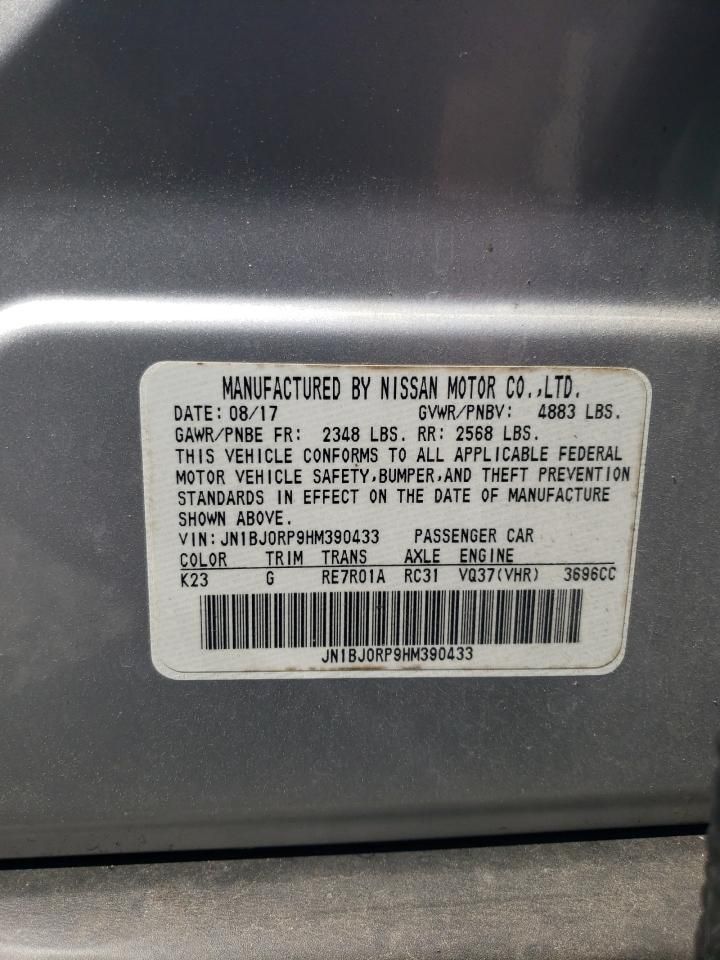 MANUFACTURED BY NISSAN MOTOR CO.,LTD.
DATE: 08/17 GVWR/PNBV: 4883 LBS.
GAWR/PNBE FR: 2348 LBS. RR: 2568 LBS.
THIS VEHICLE CONFORMS TO ALL APPLICABLE FEDERAL
MOTOR VEHICLE SAFETY,BUMPER,AND THEFT PREVENTION
STANDARDS IN EFFECT ON THE DATE OF MANUFACTURE
SHOWN ABOVE.
VIN: JN1BJ0RP9HM390433 PASSENGER CAR
COLOR TRIM TRANS AXLE ENGINE
K23 G RE7R01A RC31 VQ37(VHR) 3696CC
JN1BJ0RP9HM390433